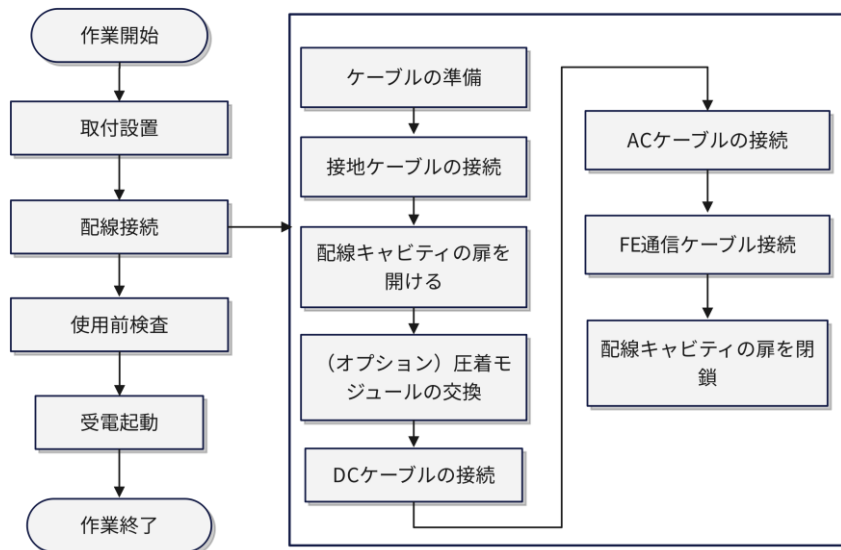 作業開始
取付設置
配線接続
使用前検査
受電起動
作業終了
ケーブルの準備
接地ケーブルの接続
配線キャビティの扉を
開ける
（オプション）圧着モ
ジュールの交換
DCケーブルの接続
ACケーブルの接続
FE通信ケーブル接続
配線キャビティの扉を閉
鎖